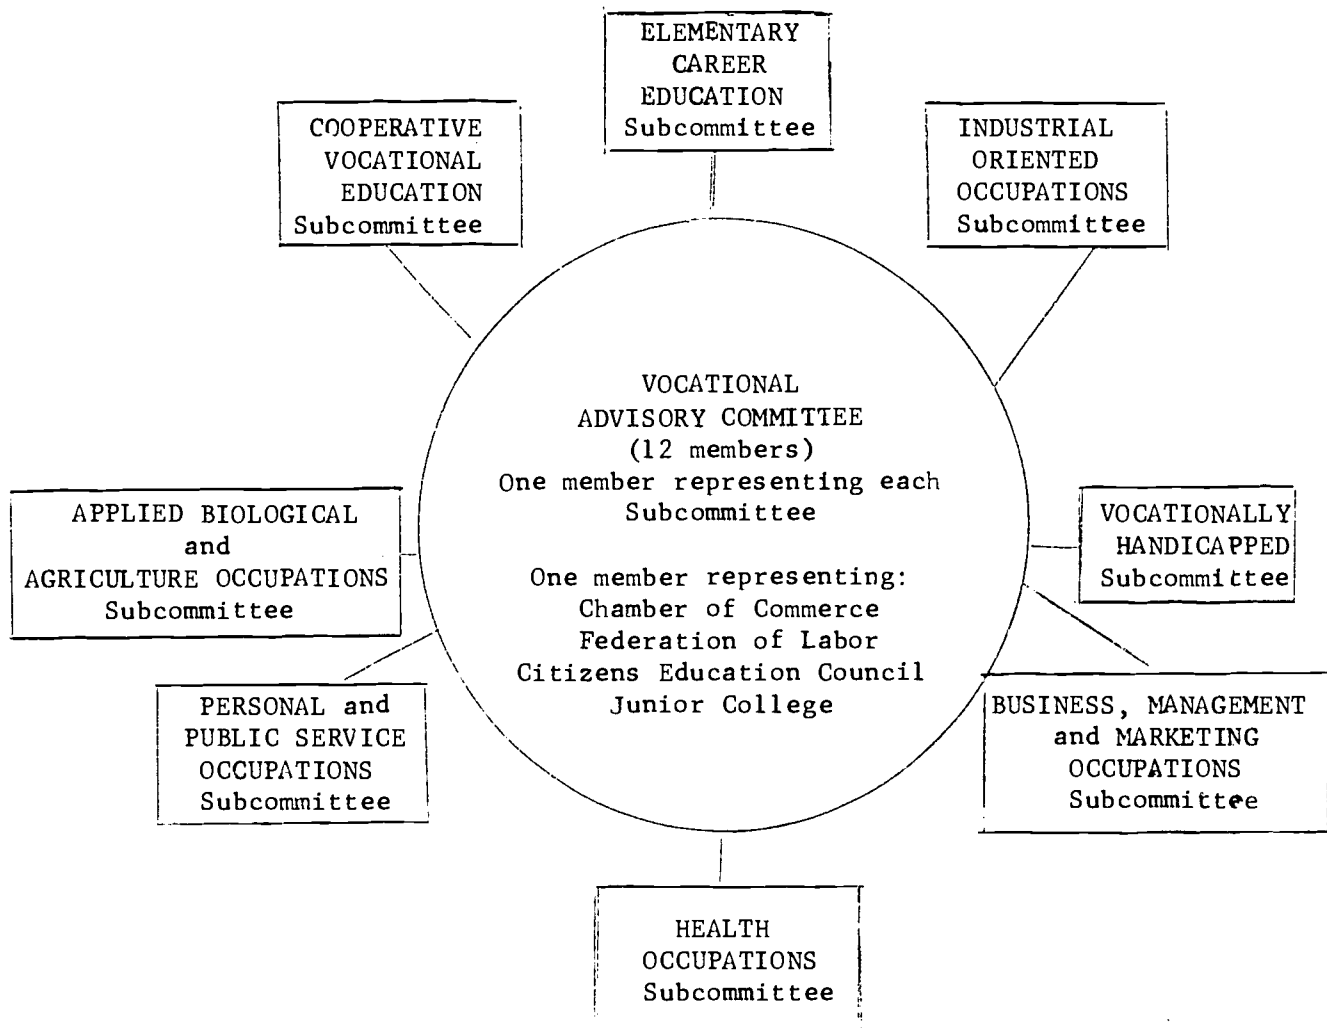 ELEMENTARY
CAREER
EDUCATION
Subcommittee
COOPERATIVE
VOCATIONAL
EDUCATION
Subcommittee
INDUSTRIAL
ORIENTED
OCCUPATIONS
Subcommittee
VOCATIONAL
ADVISORY COMMITTEE
(12 members)
One member representing each
Subcommittee
One member representing:
Chamber of Commerce
Federation of Labor
Citizens Education Council
Junior College
APPLIED BIOLOGICAL
and
AGRICULTURE OCCUPATIONS
Subcommittee
VOCATIONALLY
HANDICAPPED
Subcommittee
PERSONAL and
PUBLIC SERVICE
OCCUPATIONS
Subcommittee
BUSINESS, MANAGEMENT
and MARKETING
OCCUPATIONS
Subcommittee
HEALTH
OCCUPATIONS
Subcommittee